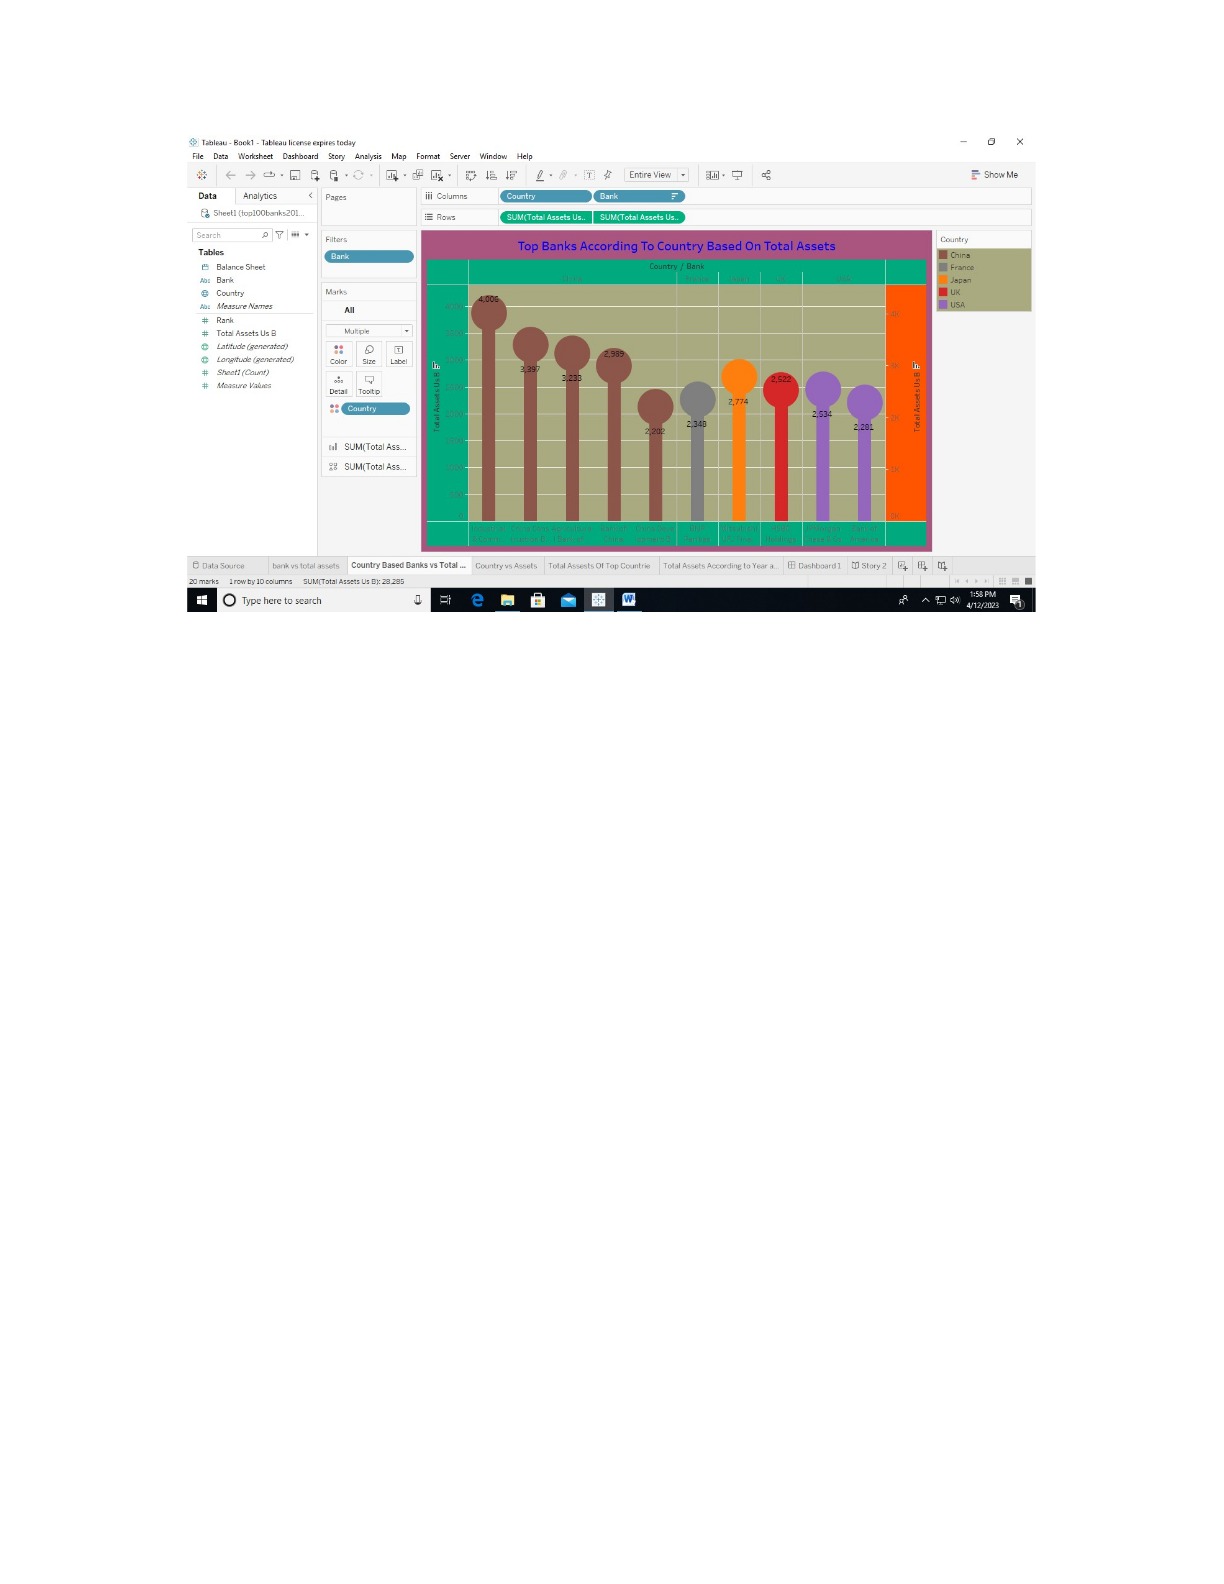 Tableau - Book1 - Tableau license expires today
File Data Worksheet Dashboard Story Analysis Map Format Server Window Help
Entire View
Show Me
Data Analytics
Sheet1 (top100banks201...
Search
Tables
Balance Sheet
Abc Bank
Country
Abc Measure Names
# Rank
# Total Assets Us B
Latitude (generated)
Longitude (generated)
# Sheet1 (Count)
# Measure Values
Pages
Filters
Bank
Marks
All
Multiple
Color Size Label
Detail Tooltip
Country
SUM(Total Ass...
SUM(Total Ass...
Columns Country Bank
Rows SUM(Total Assets Us.. SUM(Total Assets Us..
Top Banks According To Country Based On Total Assets
Country / Bank
Total Assets Us B
4,006
3,397
3,233
2,989
2,202
2,348
2,774
2,522
2,534
2,281
Total Assets Us B
Country
China
France
Japan
UK
USA
Data Source bank vs total assets Country Based Banks vs Total ... Country vs Assets Total Assests Of Top Countrie Total Assets According to Year a... Dashboard 1 Story 2
20 marks 1 row by 10 columns SUM(Total Assets Us B): 28,285
Type here to search
1:58 PM
4/12/2023
1